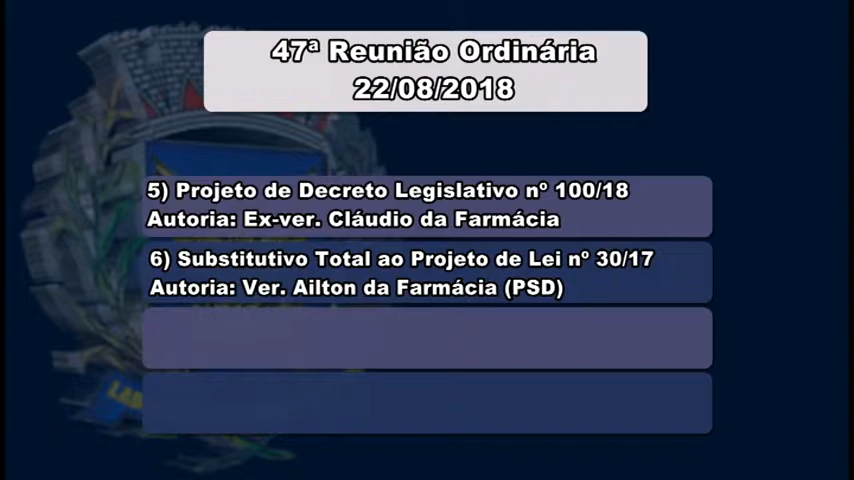 47ª Reunião Ordinária
22/08/2018
5) Projeto de Decreto Legislativo nº 100/18
Autoria: Ex-ver. Cláudio da Farmácia
6) Substitutivo Total ao Projeto de Lei nº 30/17
Autoria: Ver. Ailton da Farmácia (PSD)